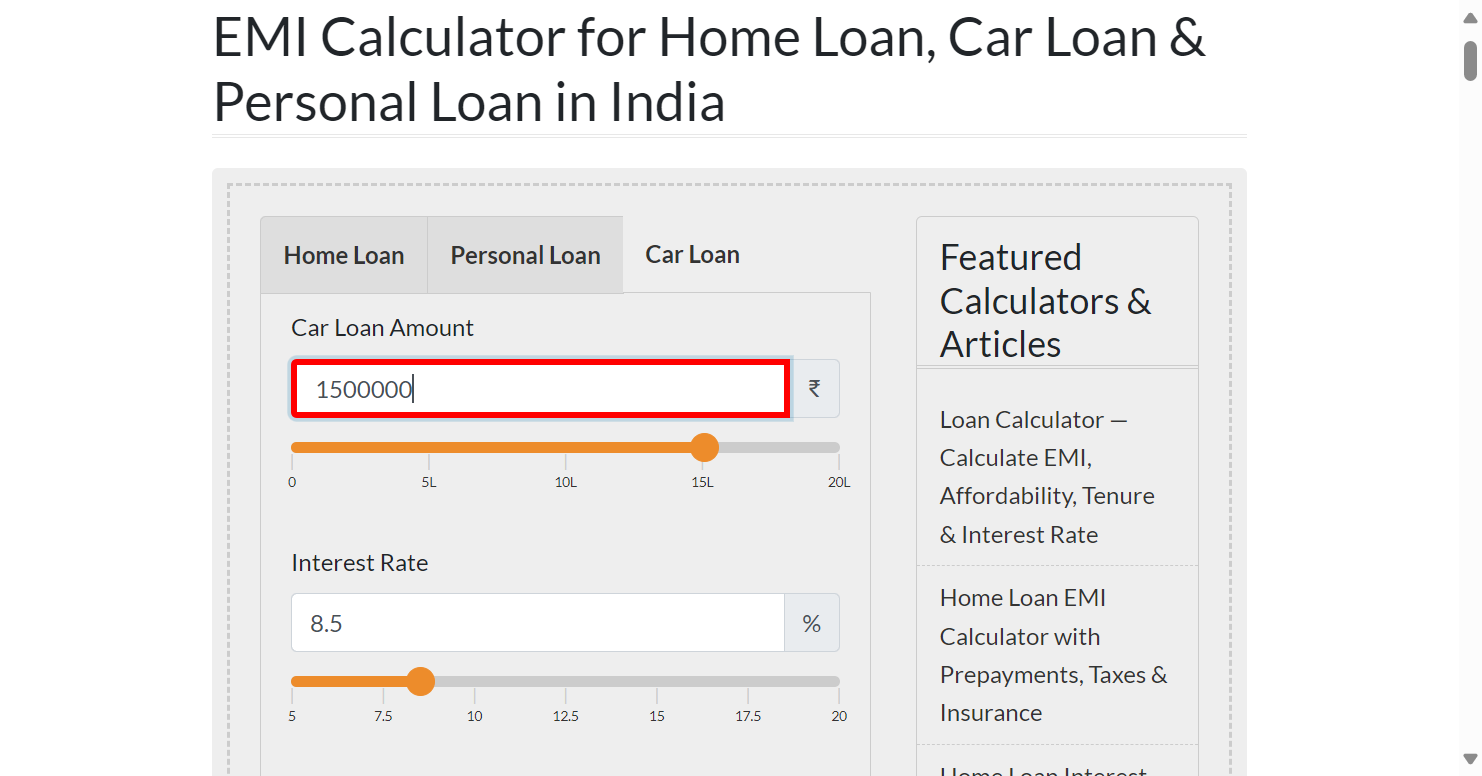 EMI Calculator for Home Loan, Car Loan &
Personal Loan in India
Home Loan
Personal Loan
Car Loan
Car Loan Amount
1500000
₹
0
5L
10L
15L
20L
Interest Rate
8.5
%
5
7.5
10
12.5
15
17.5
20
Featured
Calculators &
Articles
Loan Calculator —
Calculate EMI,
Affordability, Tenure
& Interest Rate
Home Loan EMI
Calculator with
Prepayments, Taxes &
Insurance
Home Loan Interest